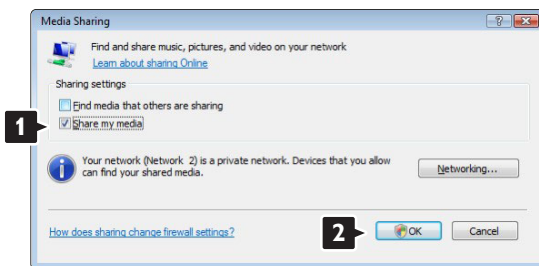 Media Sharing
Find and share music, pictures, and video on your network
Learn about sharing Online
Sharing settings
Find media that others are sharing
1
Share my media
Your network (Network 2) is a private network. Devices that you allow
can find your shared media.
Networking...
How does sharing change firewall settings?
2
OK
Cancel